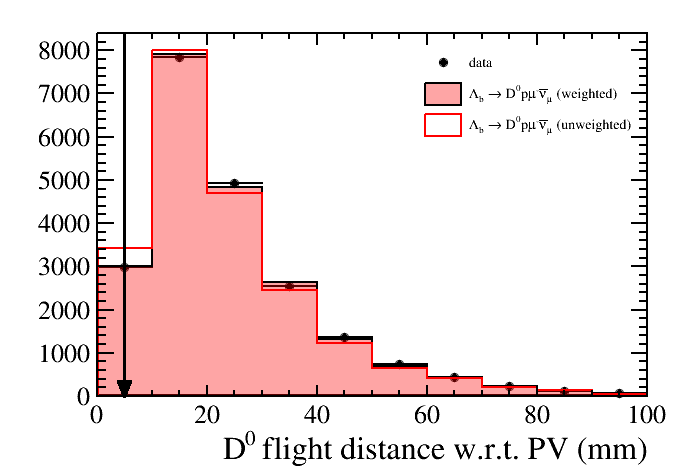 8000
7000
6000
5000
4000
3000
2000
1000
0
data
Λb → D⁰pμ ν̅μ (weighted)
Λb → D⁰pμ ν̅μ (unweighted)
0 20 40 60 80 100
D⁰ flight distance w.r.t. PV (mm)